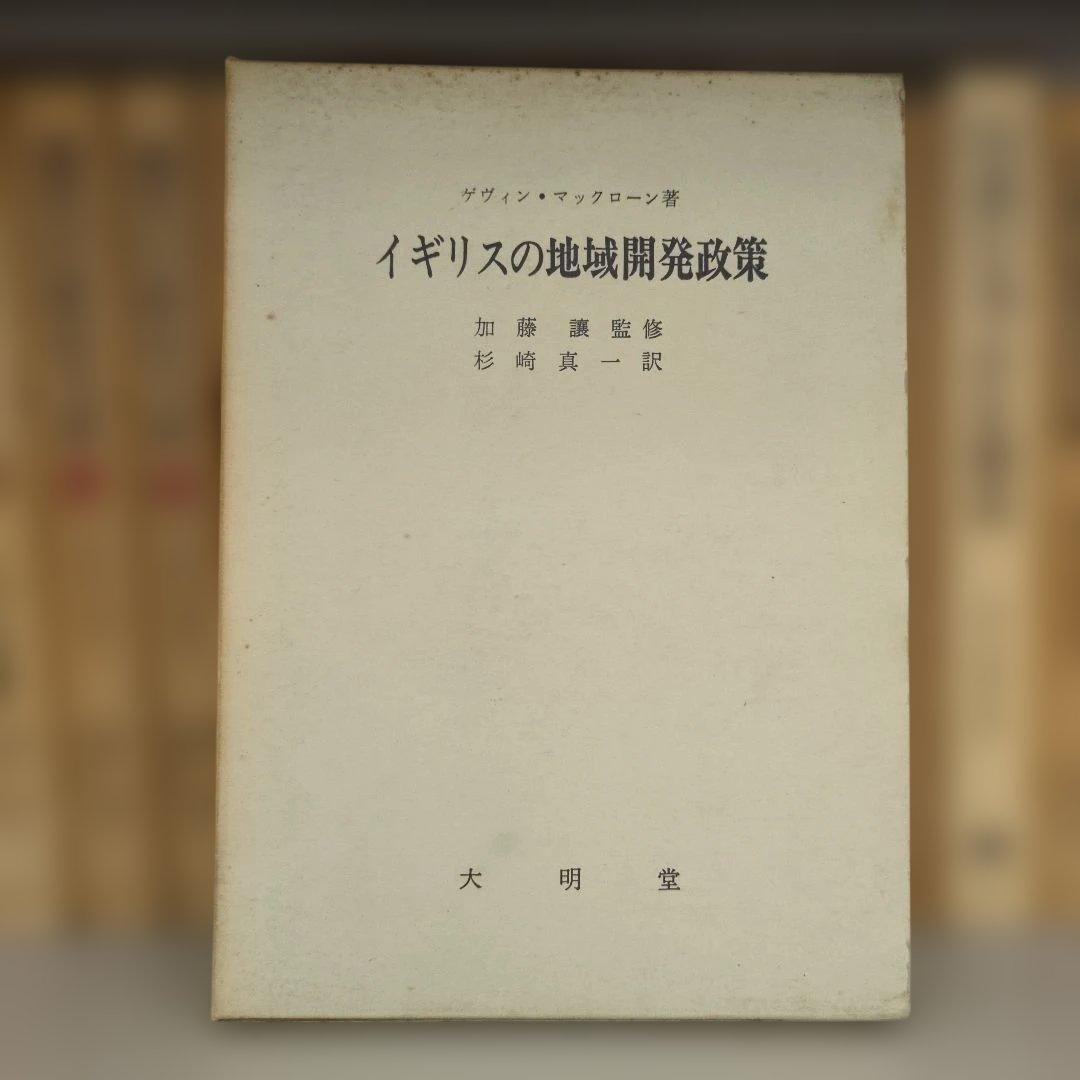 ゲヴィン・マックローン著
イギリスの地域開発政策
加藤 讓監修
杉崎真一訳
大明堂